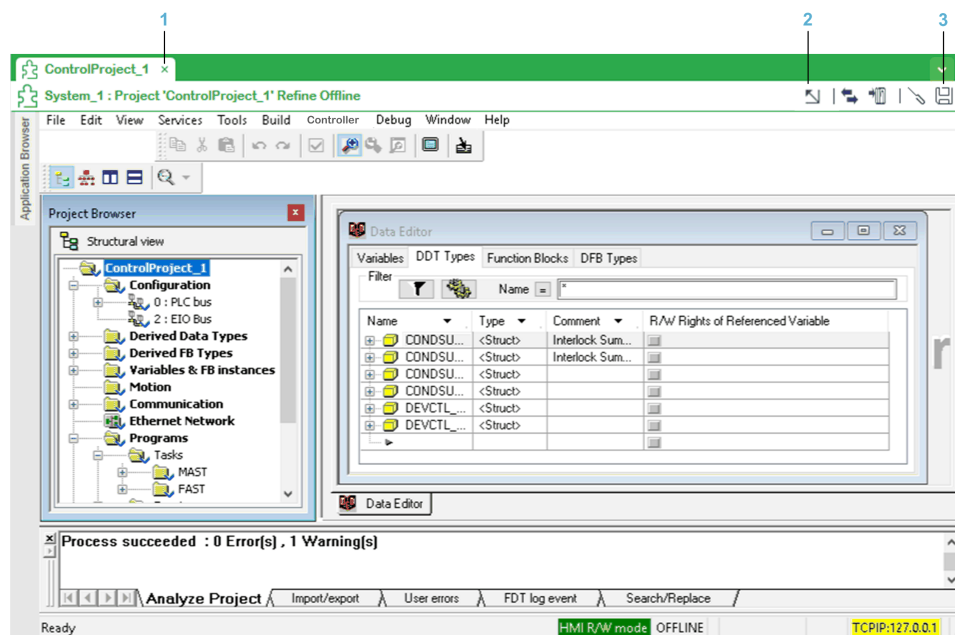 1 2 3
ControlProject_1 ×
System_1 : Project 'ControlProject_1' Refine Offline
Application Browser
File Edit View Services Tools Build Controller Debug Window Help
Project Browser
Structural view
ControlProject_1
Configuration
0 : PLC bus
2 : EIO Bus
Derived Data Types
Derived FB Types
Variables & FB instances
Motion
Communication
Ethernet Network
Programs
Tasks
MAST
FAST
Data Editor
Variables DDT Types Function Blocks DFB Types
Filter
Name = *
Name Type Comment R/W Rights of Referenced Variable
CONDSU... <Struct> Interlock Sum...
CONDSU... <Struct> Interlock Sum...
CONDSU... <Struct>
CONDSU... <Struct>
DEVCTL_... <Struct>
DEVCTL_... <Struct>
r
Data Editor
Process succeeded : 0 Error(s) , 1 Warning(s)
Analyze Project Import/export User errors FDT log event Search/Replace
Ready HMI R/W mode OFFLINE TCPIP:127.0.0.1